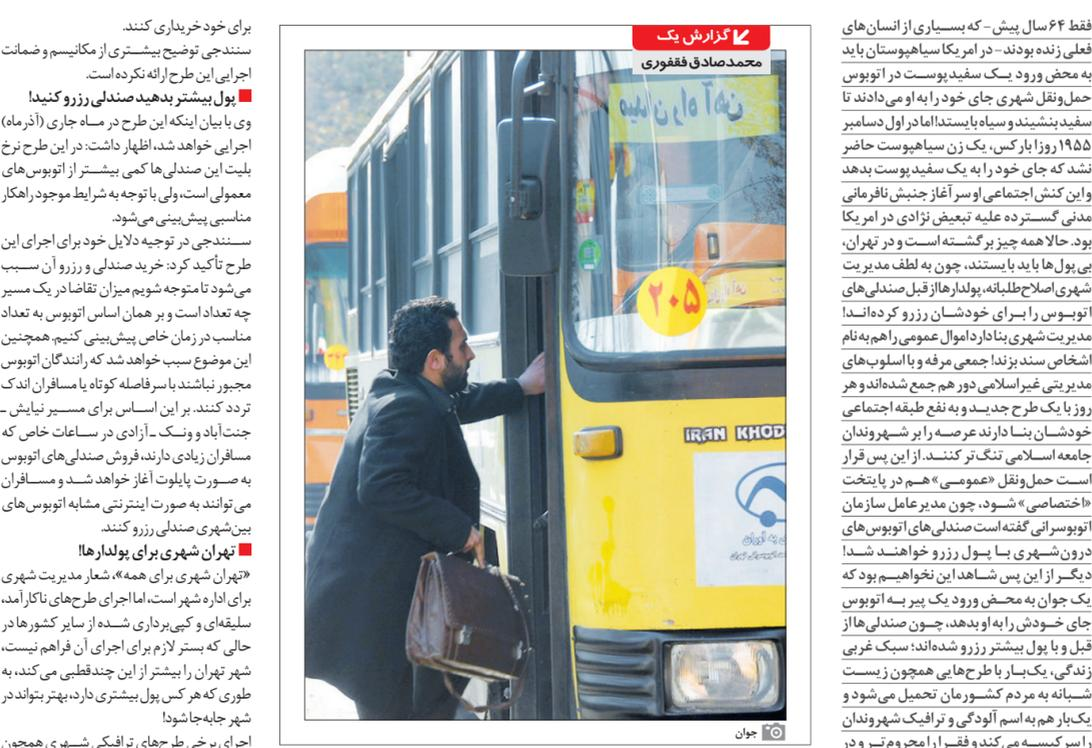 فقط ۶۴ سال پیش – که بسیاری از انسان‌های
فعلی زنده بودند – در امریکا سیاهپوستان باید
به محض ورود یک سفیدپوست در اتوبوس
حمل‌ونقل شهری جای خود را به او می‌دادند تا
سفید بنشیند و سیاه بایستد! اما در اول دسامبر
۱۹۵۵ روزا بارکس، یک زن سیاهپوست حاضر
نشد که جای خود را به یک سفیدپوست بدهد
و این کنش اجتماعی او سرآغاز جنبش نافرمانی
مدنی گسترده علیه تبعیض نژادی در امریکا
بود. حالا همه چیز برگشته است و در تهران،
بی‌پول‌ها باید بایستند، چون به لطف مدیریت
شهری اصلاح‌طلبانه، پولدارها از قبل صندلی‌های
اتوبوس را برای خودشان رزرو کرده‌اند!
مدیریت شهری بنا دارد اموال عمومی را هم به نام
اشخاص سند بزند! جمعی مرفه و با اسلوب‌های
مدیریتی غیراسلامی دور هم جمع شده‌اند و هر
روز با یک طرح جدید و به نفع طبقه اجتماعی
خودشان بنا دارند عرصه را بر شهروندان
جامعه اسلامی تنگ‌تر کنند. از این پس قرار
است حمل‌ونقل «عمومی» هم در پایتخت
«اختصاصی» شود، چون مدیرعامل سازمان
اتوبوسرانی گفته است صندلی‌های اتوبوس‌های
درون‌شهری با پول رزرو خواهند شد!
دیگر از این پس شاهد این نخواهیم بود که
یک جوان به محض ورود یک پیر به اتوبوس
جای خودش را به او بدهد، چون صندلی‌ها از
قبل و با پول بیشتر رزرو شده‌اند؛ سبک غربی
زندگی، یک‌بار با طرح‌هایی همچون زیست
شبانه به مردم کشورمان تحمیل می‌شود و
یک‌بار هم به اسم آلودگی و ترافیک شهروندان
را سرکیسه می‌کند و فقرا را محروم‌تر و در
گزارش یک
محمدصادق فقفوری
میدان راه آهن
۲۰۵
IRAN KHOD
جوان
برای خود خریداری کنند.
سنندجی توضیح بیشتری از مکانیسم و ضمانت
اجرایی این طرح ارائه نکرده است.
پول بیشتر بدهید صندلی رزرو کنید!
وی با بیان اینکه این طرح در ماه جاری (آذرماه)
اجرایی خواهد شد، اظهار داشت: در این طرح نرخ
بلیت این صندلی‌ها کمی بیشتر از اتوبوس‌های
معمولی است، ولی با توجه به شرایط موجود راهکار
مناسبی پیش‌بینی می‌شود.
سنندجی در توجیه دلایل خود برای اجرای این
طرح تأکید کرد: خرید صندلی و رزرو آن سبب
می‌شود تا متوجه شویم میزان تقاضا در یک مسیر
چه تعداد است و بر همان اساس اتوبوس به تعداد
مناسب در زمان خاص پیش‌بینی کنیم. همچنین
این موضوع سبب خواهد شد که رانندگان اتوبوس
مجبور نباشند با سرفاصله کوتاه یا مسافران اندک
تردد کنند. بر این اساس برای مسیر نیایش ـ
جنت‌آباد و ونک ـ آزادی در ساعات خاص که
مسافران زیادی دارند، فروش صندلی‌های اتوبوس
به صورت پایلوت آغاز خواهد شد و مسافران
می‌توانند به صورت اینترنتی مشابه اتوبوس‌های
بین‌شهری صندلی رزرو کنند.
تهران شهری برای پولدارها!
«تهران شهری برای همه»، شعار مدیریت شهری
برای اداره شهر است، اما اجرای طرح‌های ناکارآمد،
سلیقه‌ای و کپی‌برداری شده از سایر کشورها در
حالی که بستر لازم برای اجرای آن فراهم نیست،
شهر تهران را بیشتر از این چندقطبی می‌کند، به
طوری که هر کس پول بیشتری دارد، بهتر بتواند در
شهر جابه‌جا شود!
اجرای برخی طرح‌های ترافیکی شهری همچون